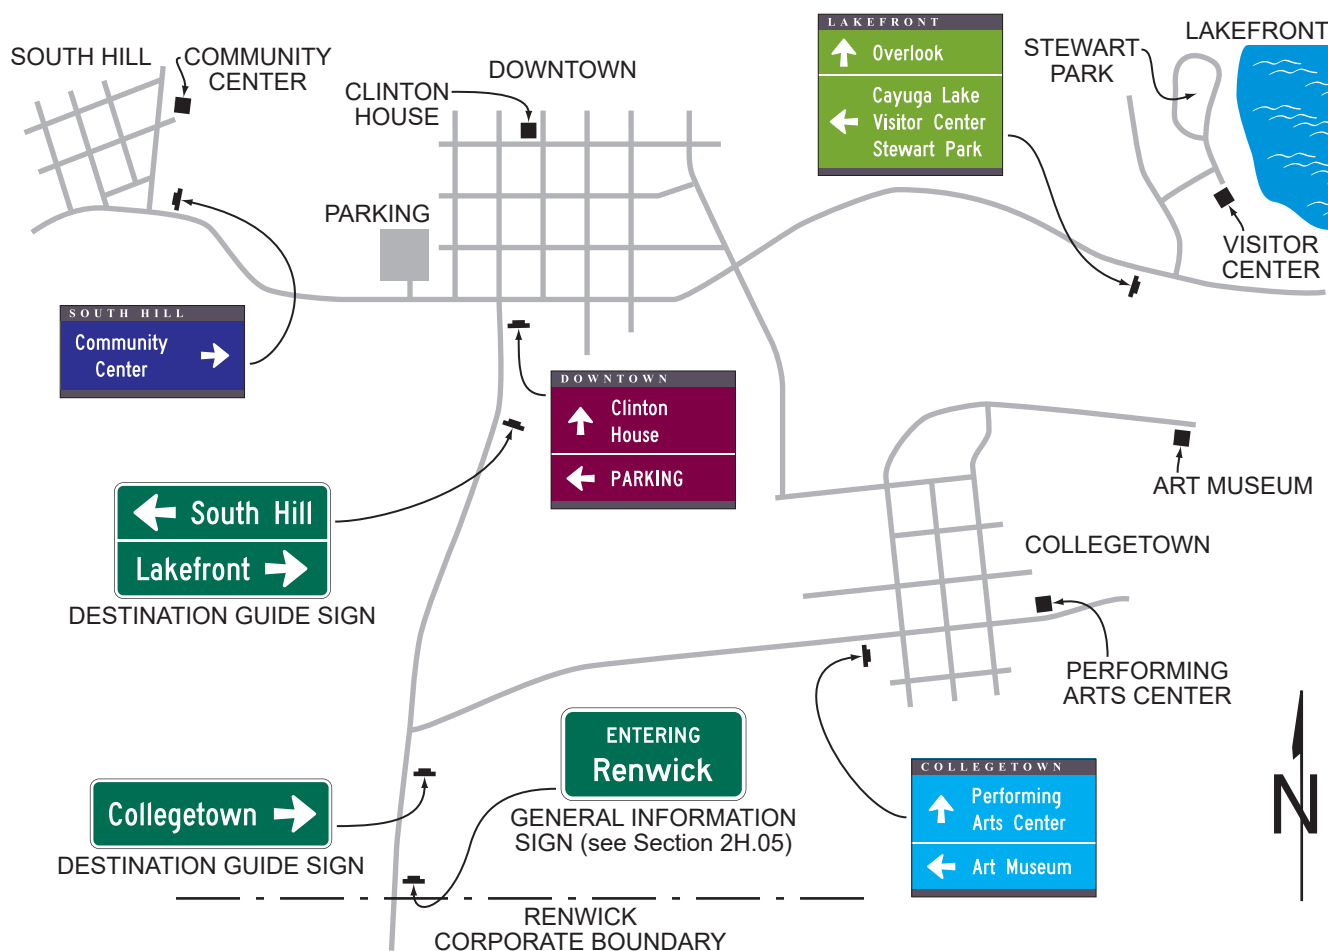 SOUTH HILL
COMMUNITY
CENTER
DOWNTOWN
CLINTON
HOUSE
PARKING
LAKEFRONT
Overlook
Cayuga Lake
Visitor Center
Stewart Park
STEWART
PARK
LAKEFRONT
VISITOR
CENTER
SOUTH HILL
Community
Center
DOWNTOWN
Clinton
House
PARKING
South Hill
Lakefront
DESTINATION GUIDE SIGN
ART MUSEUM
COLLEGETOWN
PERFORMING
ARTS CENTER
ENTERING
Renwick
GENERAL INFORMATION
SIGN (see Section 2H.05)
Collegetown
DESTINATION GUIDE SIGN
COLLEGETOWN
Performing
Arts Center
Art Museum
N
RENWICK
CORPORATE BOUNDARY